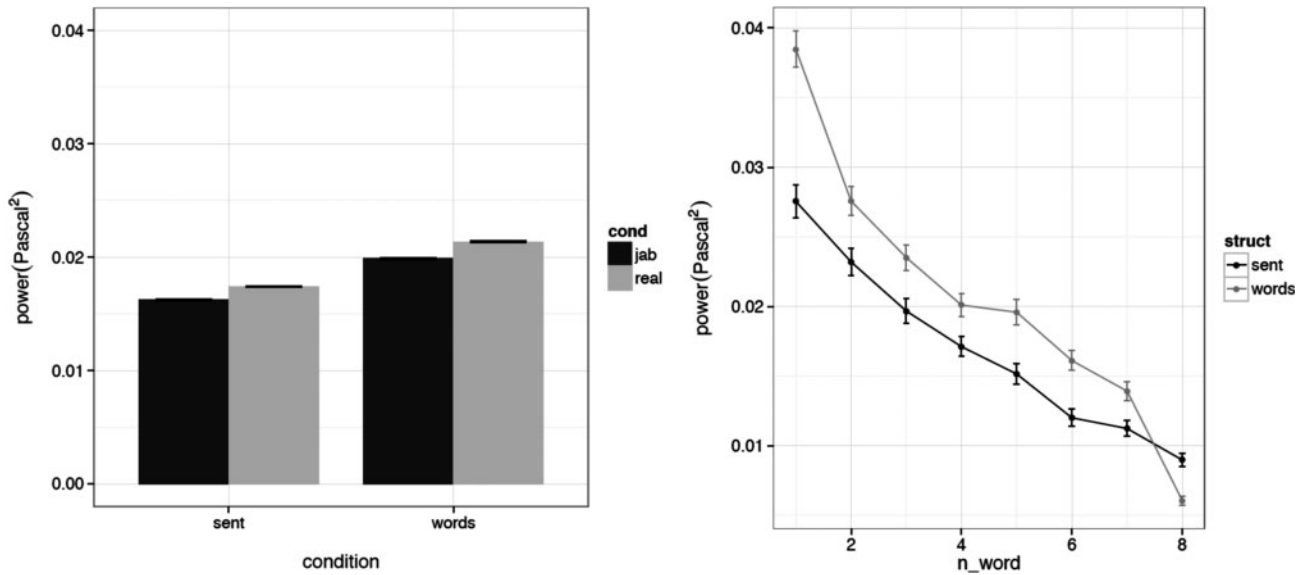 0.04
0.03
0.02
0.01
0.00
power(Pascal²)
sent words
condition
cond
jab
real
0.04
0.03
0.02
0.01
power(Pascal²)
2 4 6 8
n_word
struct
sent
words